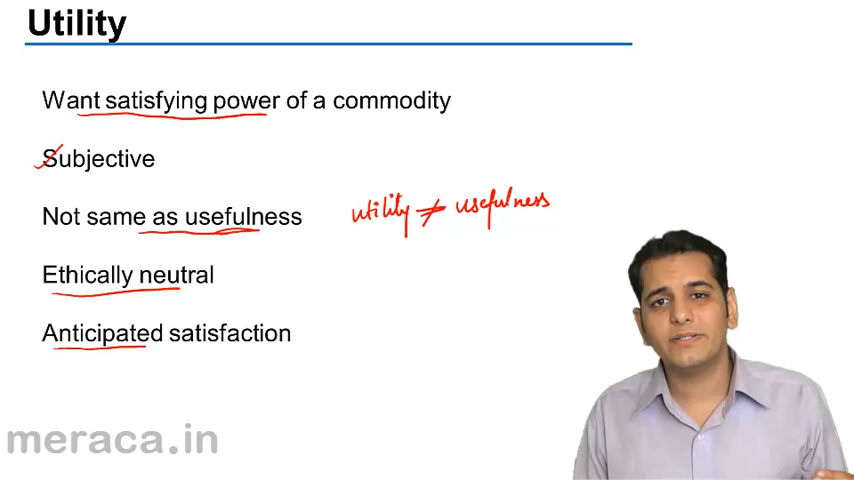 Utility
Want satisfying power of a commodity
Subjective
Not same as usefulness
utility ≠ usefulness
Ethically neutral
Anticipated satisfaction
meraca.in